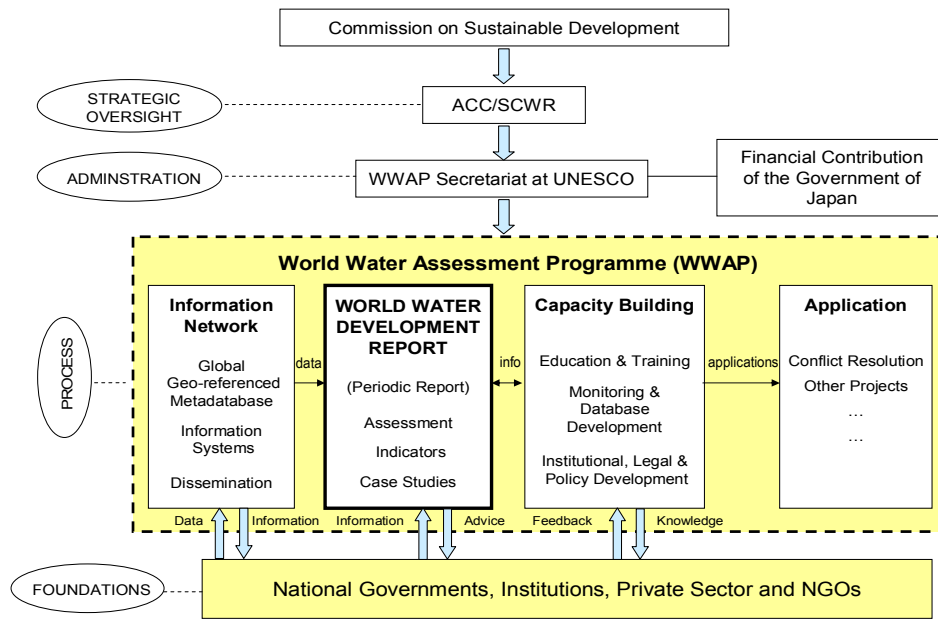 Commission on Sustainable Development
STRATEGIC
OVERSIGHT
ACC/SCWR
ADMINSTRATION
WWAP Secretariat at UNESCO
Financial Contribution
of the Government of
Japan
World Water Assessment Programme (WWAP)
PROCESS
Information
Network
Global
Geo-referenced
Metadatabase
Information
Systems
Dissemination
data
WORLD WATER
DEVELOPMENT
REPORT
(Periodic Report)
Assessment
Indicators
Case Studies
info
Capacity Building
Education & Training
Monitoring &
Database
Development
Institutional, Legal &
Policy Development
applications
Application
Conflict Resolution
Other Projects
…
…
Data
Information
Information
Advice
Feedback
Knowledge
FOUNDATIONS
National Governments, Institutions, Private Sector and NGOs